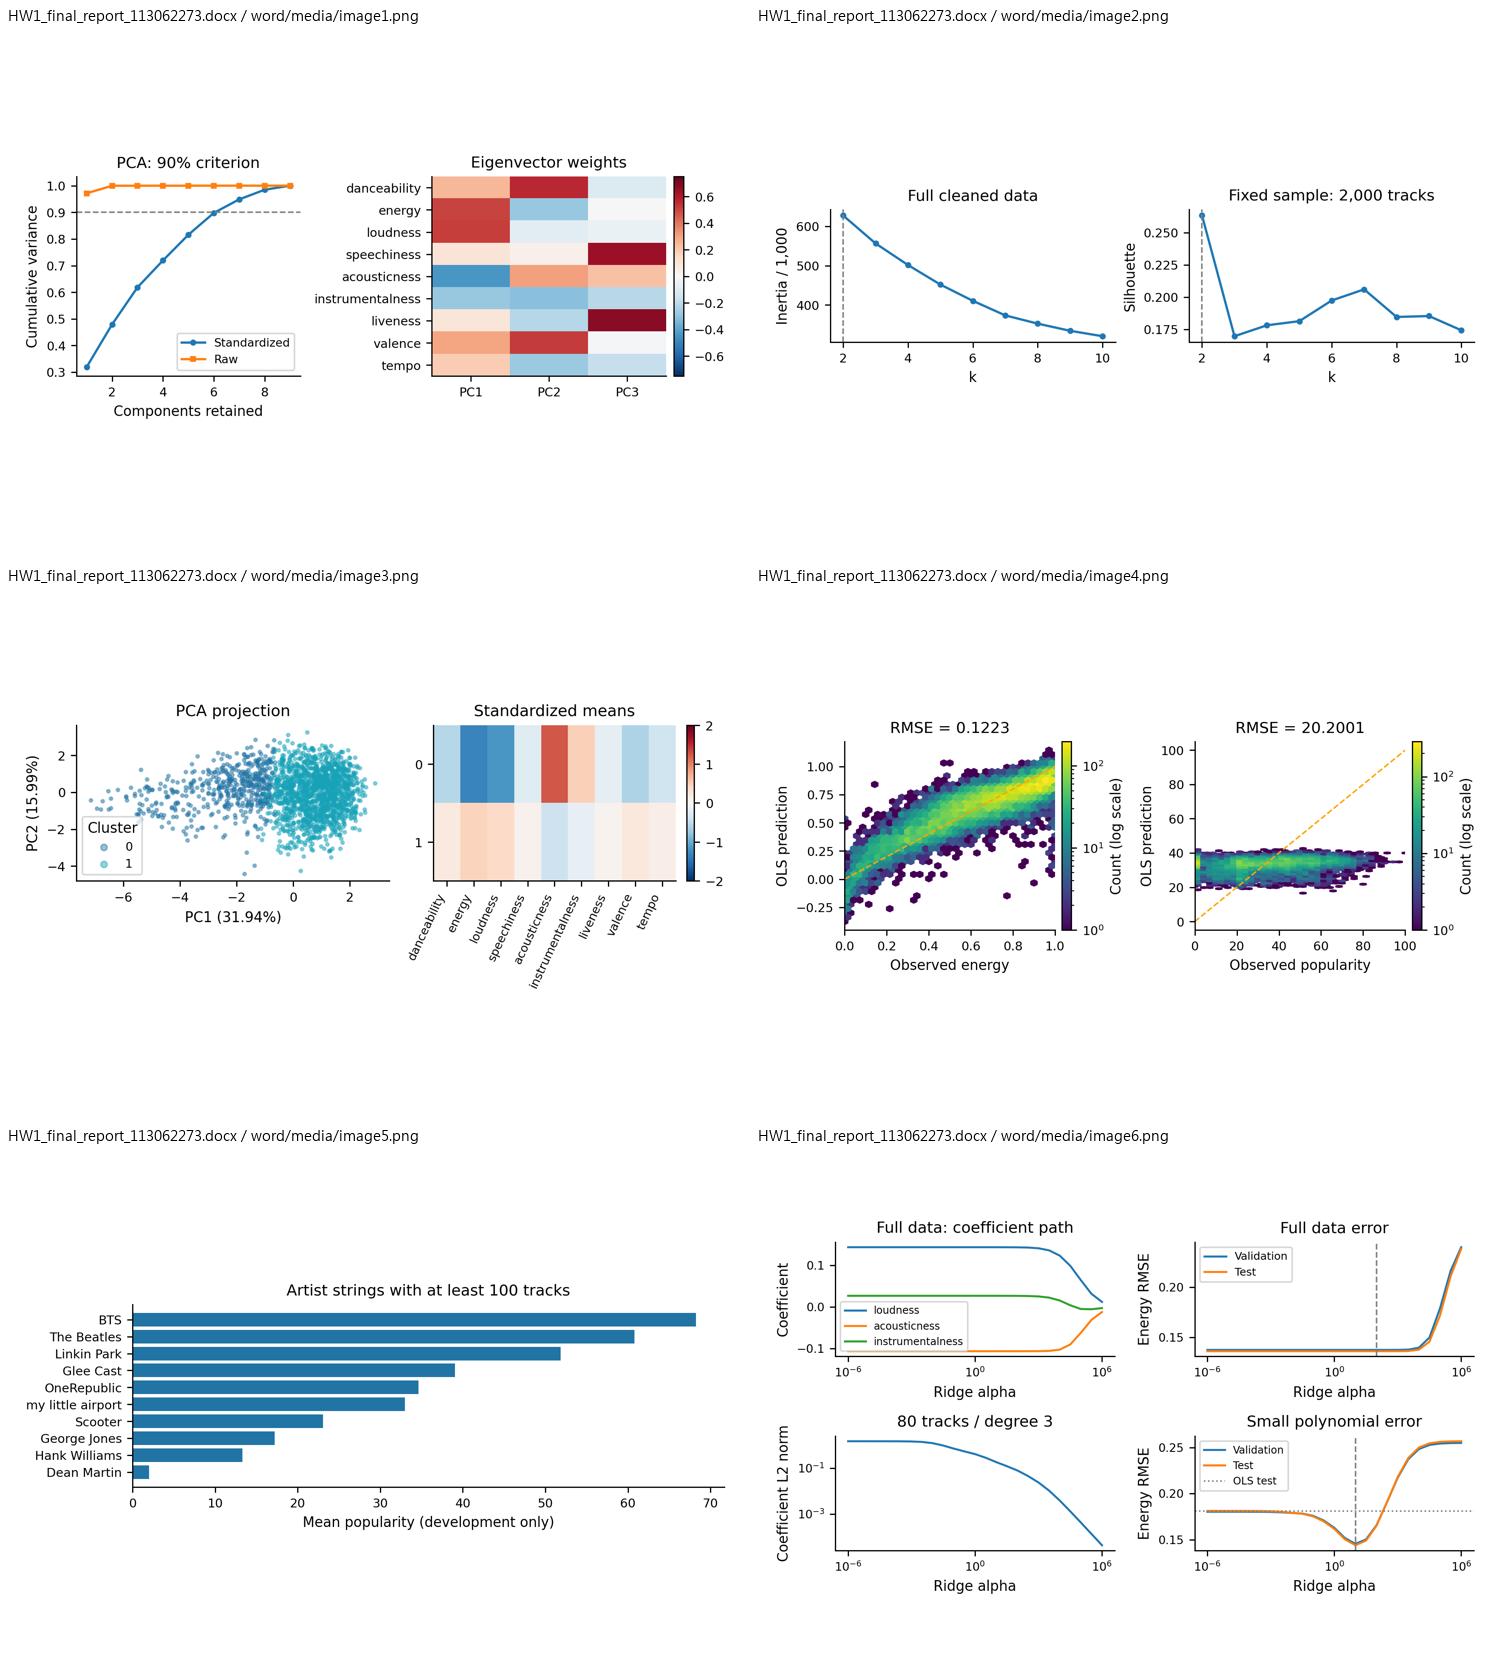 HW1_final_report_113062273.docx / word/media/image1.png
PCA: 90% criterion
Cumulative variance
1.0
0.9
0.8
0.7
0.6
0.5
0.4
0.3
Standardized
Raw
2 4 6 8
Components retained
Eigenvector weights
danceability
energy
loudness
speechiness
acousticness
instrumentalness
liveness
valence
tempo
PC1 PC2 PC3
0.6
0.4
0.2
0.0
−0.2
−0.4
−0.6
HW1_final_report_113062273.docx / word/media/image2.png
Full cleaned data
Inertia / 1,000
600
500
400
2 4 6 8 10
k
Fixed sample: 2,000 tracks
Silhouette
0.250
0.225
0.200
0.175
2 4 6 8 10
k
HW1_final_report_113062273.docx / word/media/image3.png
PCA projection
PC2 (15.99%)
2
0
−2
−4
Cluster
0
1
−6 −4 −2 0 2
PC1 (31.94%)
Standardized means
0
1
danceability
energy
loudness
speechiness
acousticness
instrumentalness
liveness
valence
tempo
2
1
0
−1
−2
HW1_final_report_113062273.docx / word/media/image4.png
RMSE = 0.1223
OLS prediction
1.00
0.75
0.50
0.25
0.00
−0.25
0.0 0.2 0.4 0.6 0.8 1.0
Observed energy
10²
10¹
10⁰
Count (log scale)
RMSE = 20.2001
OLS prediction
100
80
60
40
20
0
0 20 40 60 80 100
Observed popularity
10²
10¹
10⁰
Count (log scale)
HW1_final_report_113062273.docx / word/media/image5.png
Artist strings with at least 100 tracks
BTS
The Beatles
Linkin Park
Glee Cast
OneRepublic
my little airport
Scooter
George Jones
Hank Williams
Dean Martin
0 10 20 30 40 50 60 70
Mean popularity (development only)
HW1_final_report_113062273.docx / word/media/image6.png
Full data: coefficient path
Coefficient
0.1
0.0
−0.1
loudness
acousticness
instrumentalness
10⁻⁶ 10⁰ 10⁶
Ridge alpha
Full data error
Energy RMSE
0.20
0.15
Validation
Test
10⁻⁶ 10⁰ 10⁶
Ridge alpha
80 tracks / degree 3
Coefficient L2 norm
10⁻¹
10⁻³
10⁻⁶ 10⁰ 10⁶
Ridge alpha
Small polynomial error
Energy RMSE
0.25
0.20
0.15
Validation
Test
OLS test
10⁻⁶ 10⁰ 10⁶
Ridge alpha